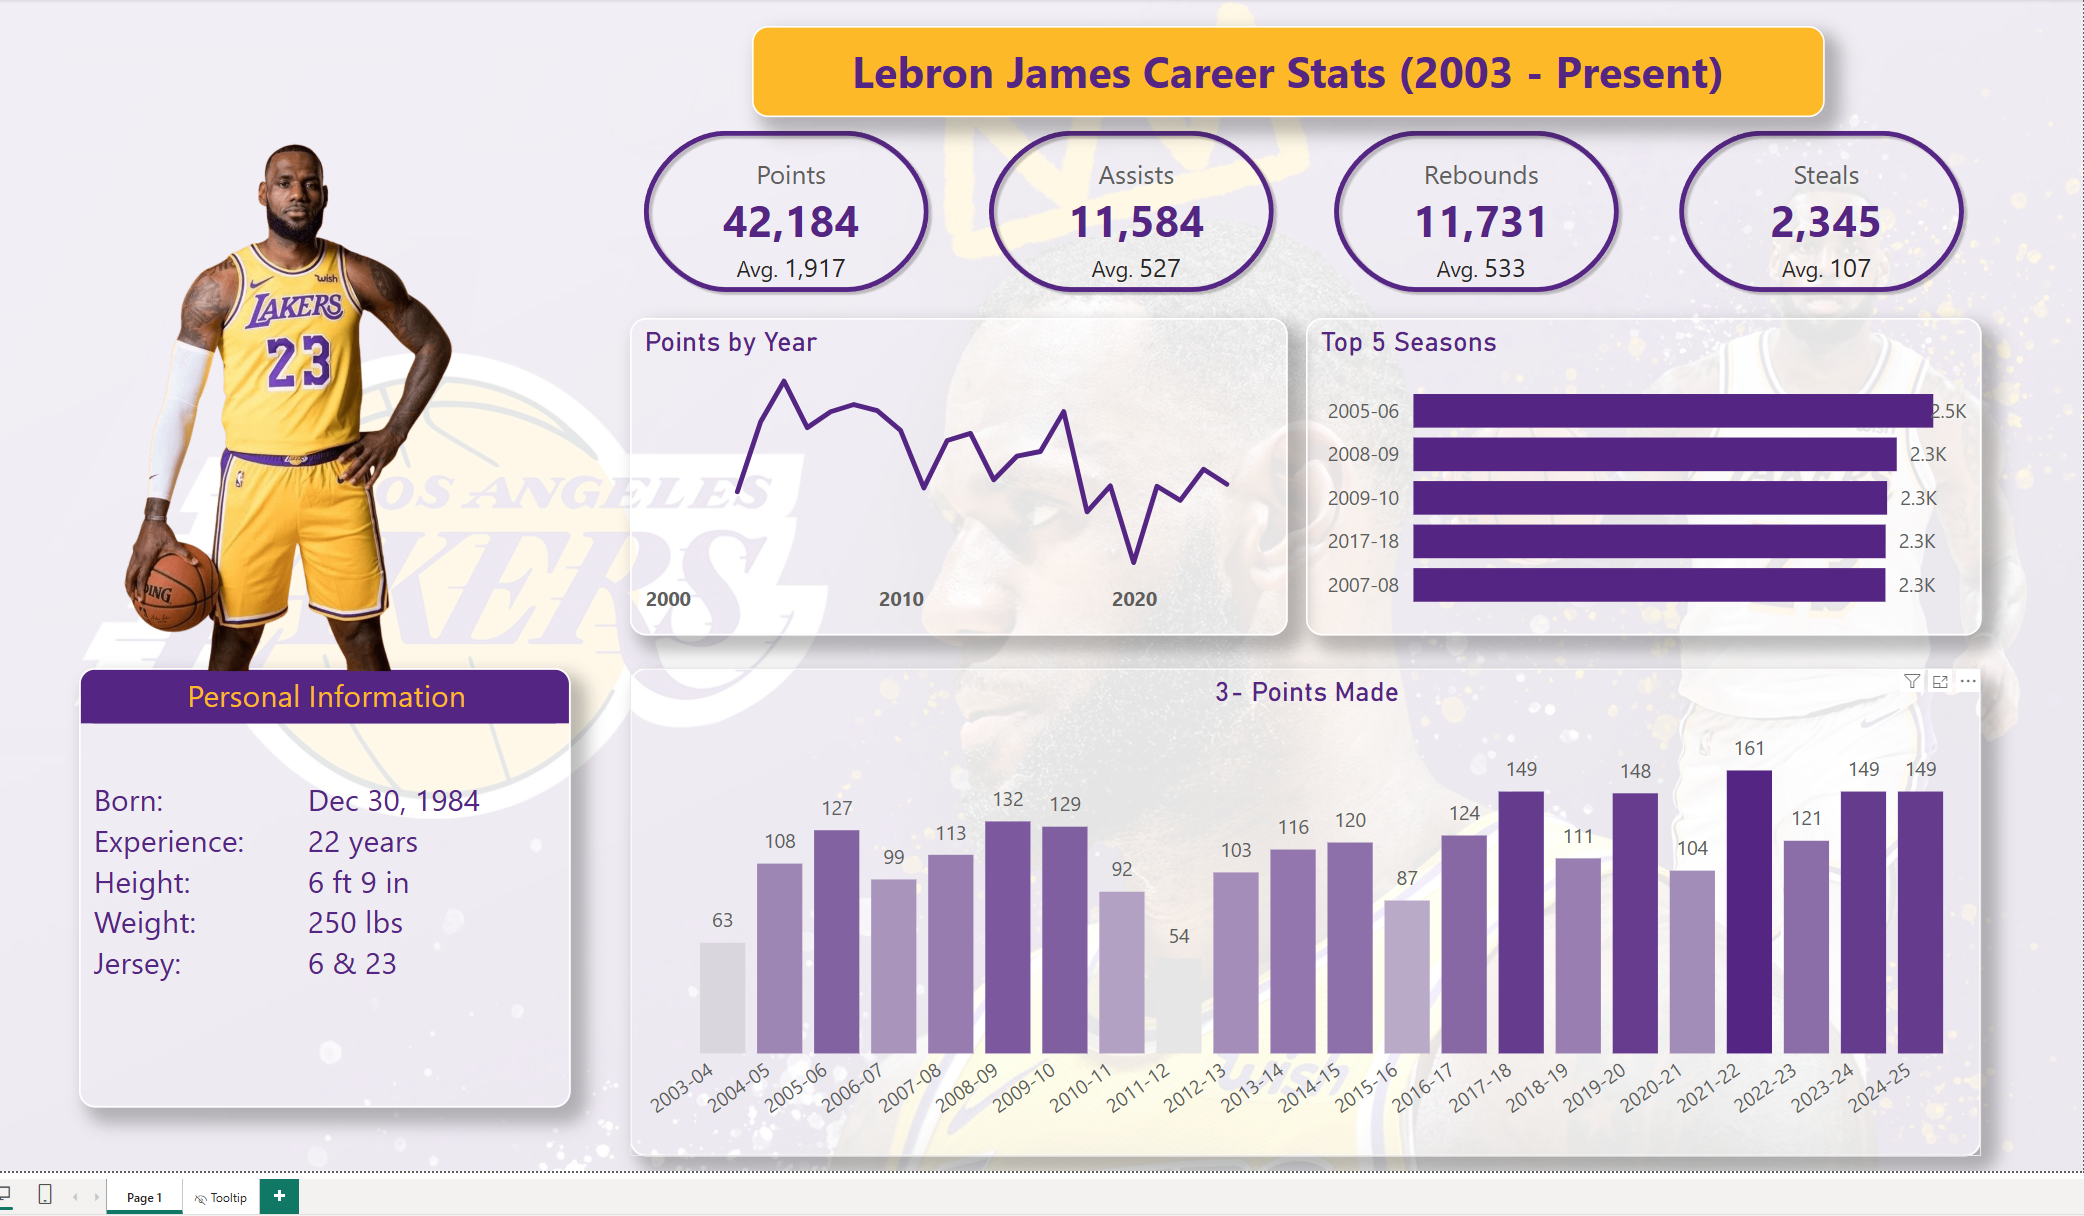 Lebron James Career Stats (2003 - Present)
Points
42,184
Avg. 1,917
Assists
11,584
Avg. 527
Rebounds
11,731
Avg. 533
Steals
2,345
Avg. 107
wish
LAKERS
23
LOS ANGELES
LAKERS
Points by Year
2000
2010
2020
Top 5 Seasons
2005-06
2.5K
2008-09
2.3K
2009-10
2.3K
2017-18
2.3K
2007-08
2.3K
Personal Information
Born: Dec 30, 1984
Experience: 22 years
Height: 6 ft 9 in
Weight: 250 lbs
Jersey: 6 & 23
3- Points Made
63
108
127
99
113
132
129
92
54
103
116
120
87
124
149
111
148
104
161
121
149
149
2003-04
2004-05
2005-06
2006-07
2007-08
2008-09
2009-10
2010-11
2011-12
2012-13
2013-14
2014-15
2015-16
2016-17
2017-18
2018-19
2019-20
2020-21
2021-22
2022-23
2023-24
2024-25
wish
Page 1
Tooltip